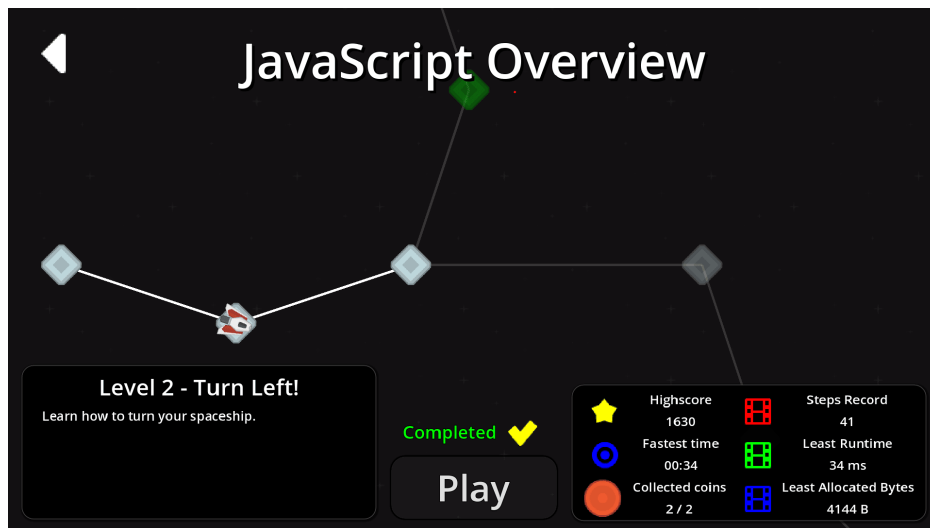 JavaScript Overview
Level 2 - Turn Left!
Learn how to turn your spaceship.
Completed
Play
Highscore
1630
Fastest time
00:34
Collected coins
2 / 2
Steps Record
41
Least Runtime
34 ms
Least Allocated Bytes
4144 B